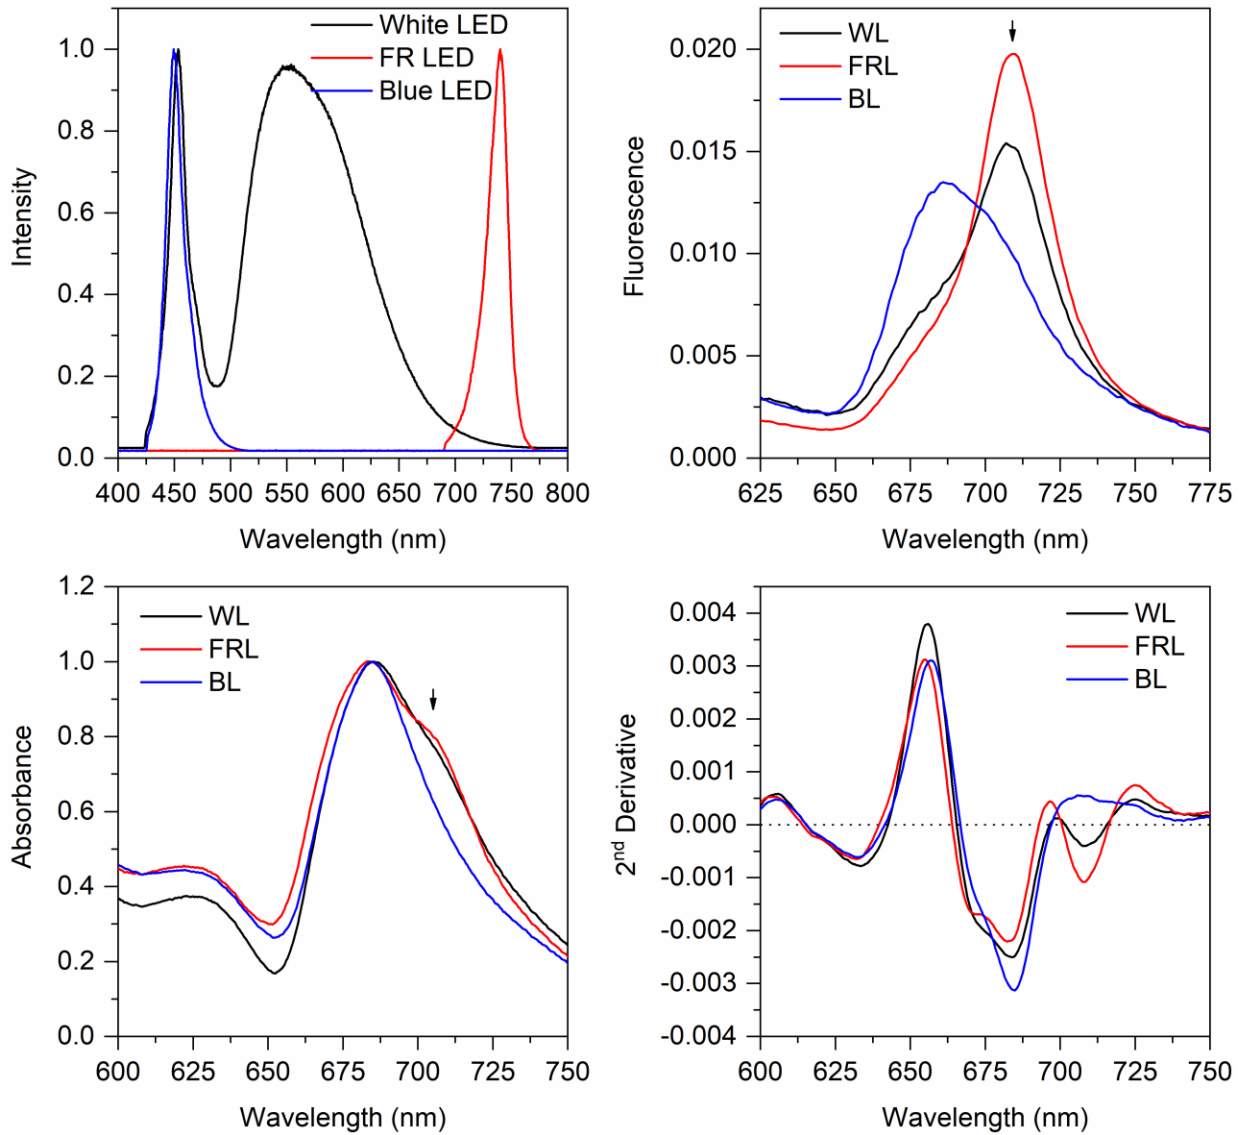 White LED
FR LED
Blue LED
1.0
0.8
0.6
0.4
0.2
0.0
Intensity
400 450 500 550 600 650 700 750 800
Wavelength (nm)
WL
FRL
BL
0.020
0.015
0.010
0.005
0.000
Fluorescence
625 650 675 700 725 750 775
Wavelength (nm)
WL
FRL
BL
1.2
1.0
0.8
0.6
0.4
0.2
0.0
Absorbance
600 625 650 675 700 725 750
Wavelength (nm)
WL
FRL
BL
0.004
0.003
0.002
0.001
0.000
-0.001
-0.002
-0.003
-0.004
2nd Derivative
600 625 650 675 700 725 750
Wavelength (nm)